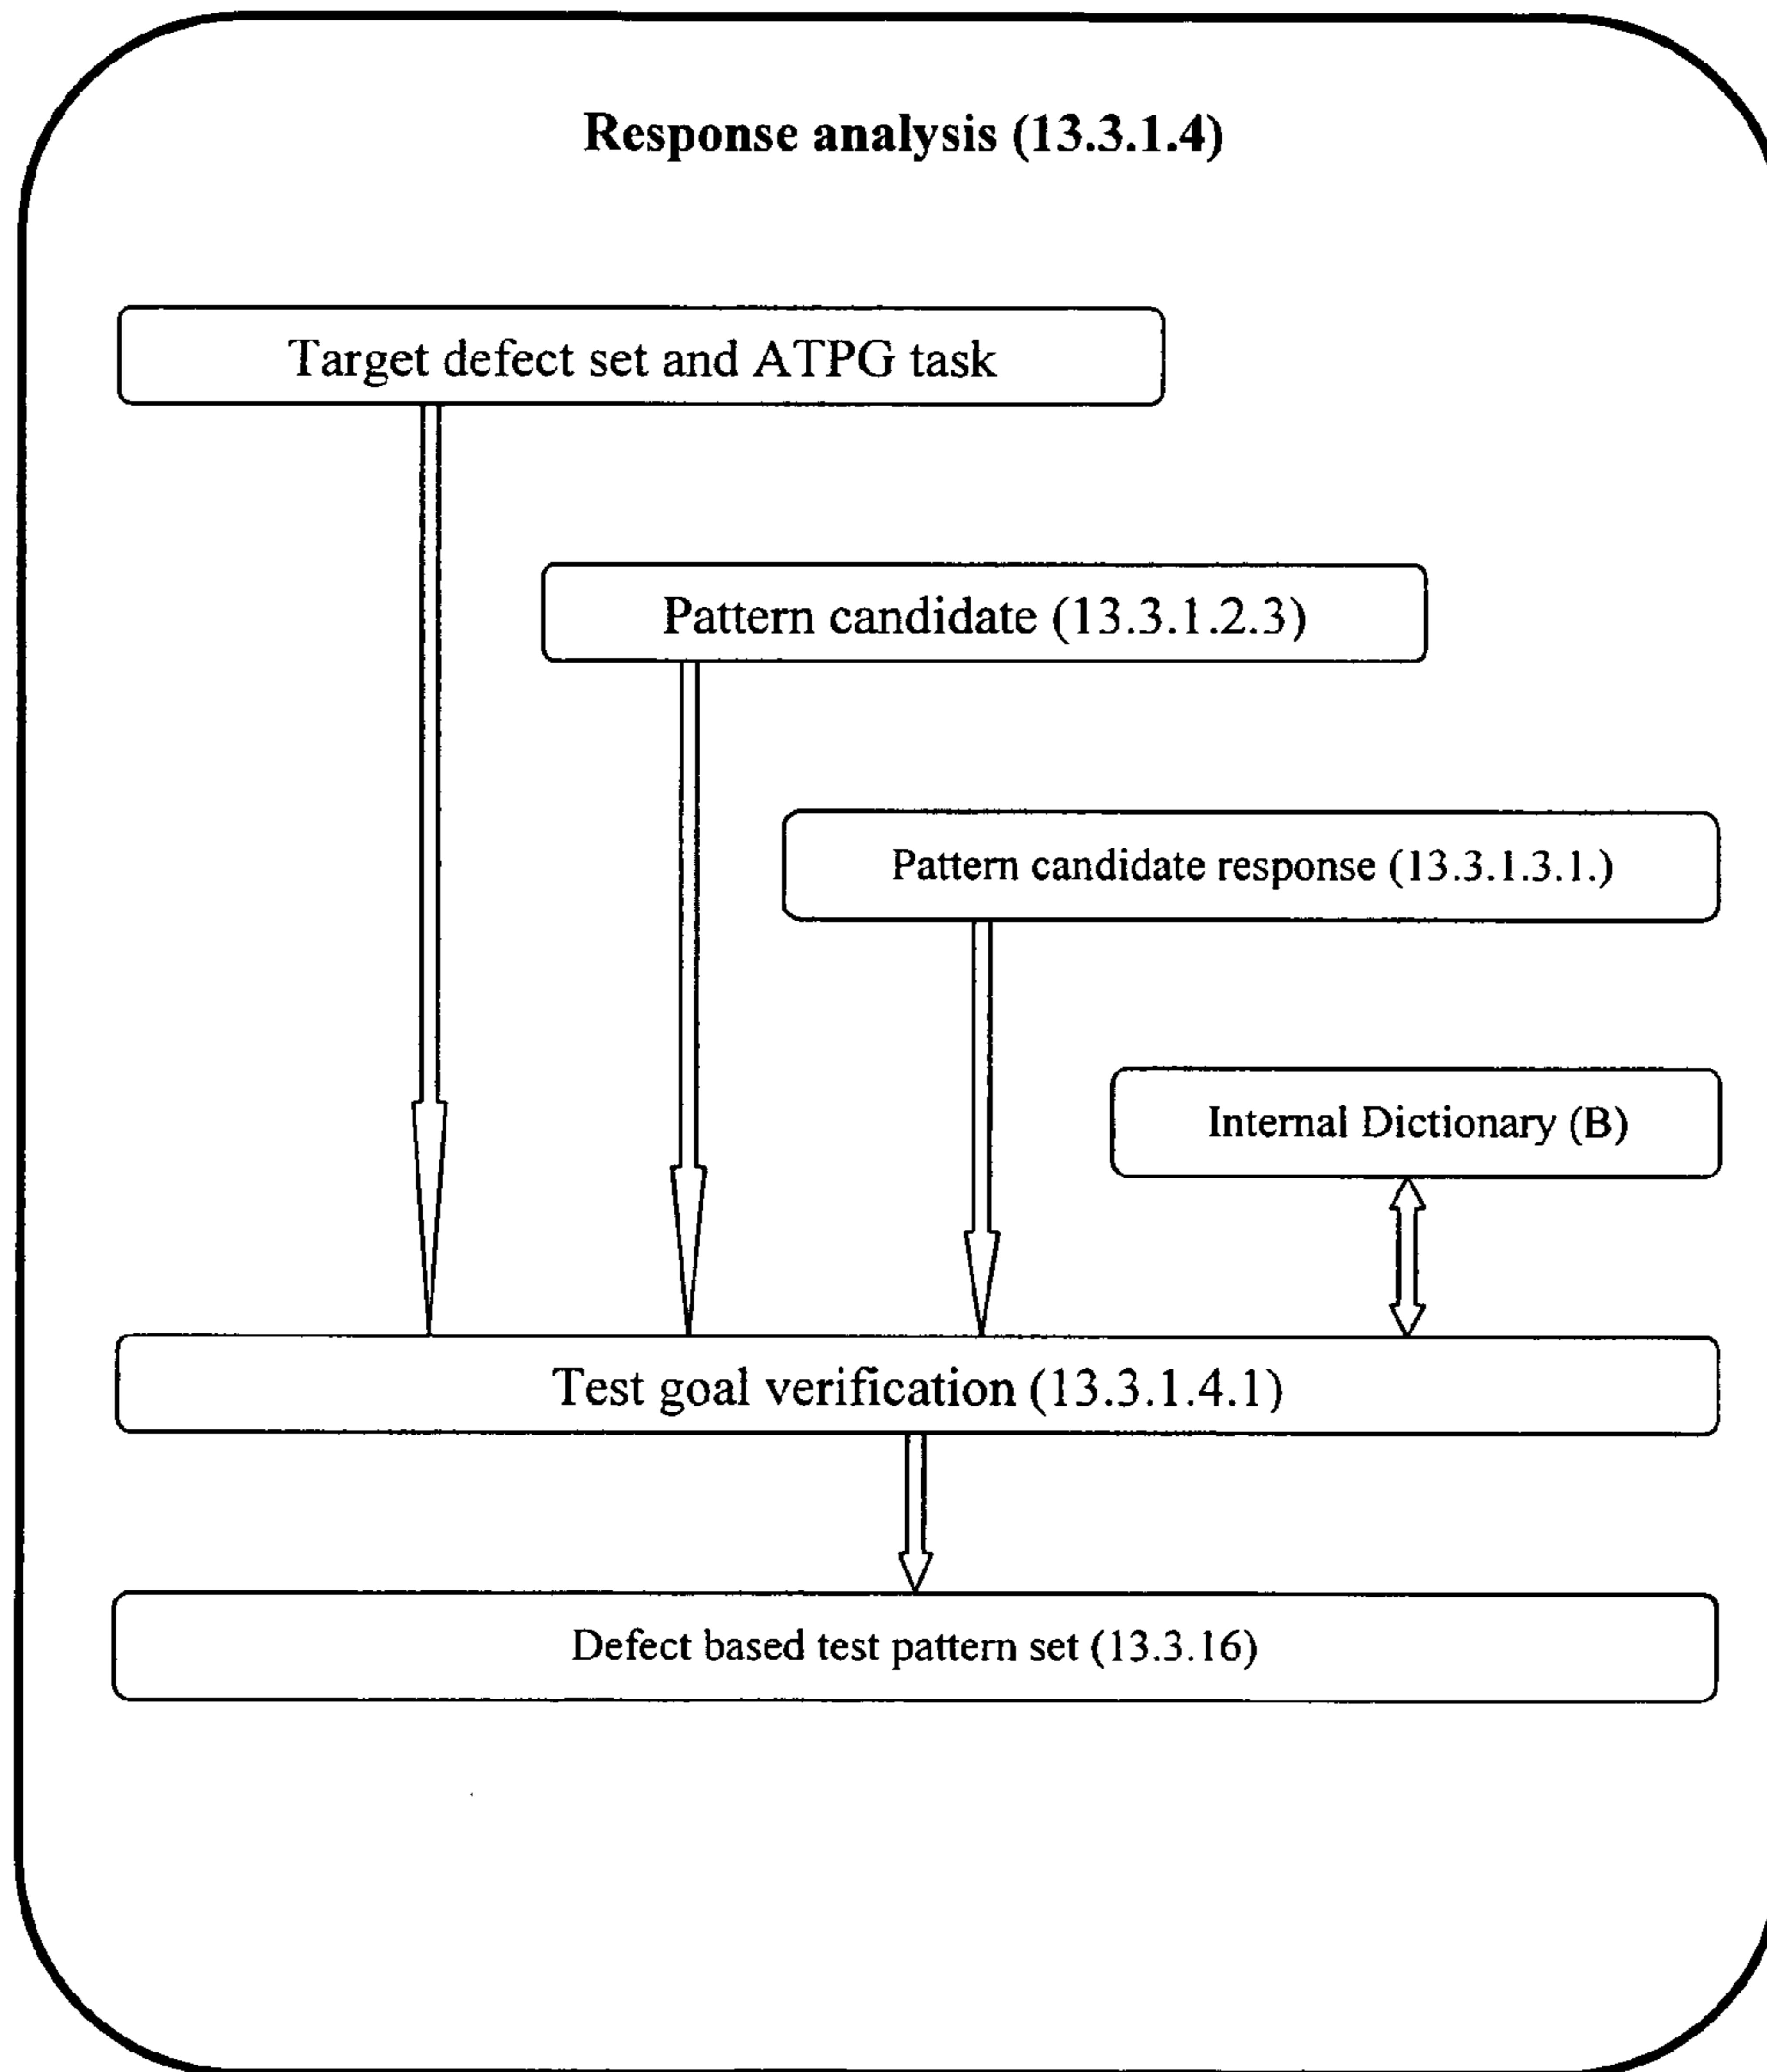 Response analysis (13.3.1.4)
Target defect set and ATPG task
Pattern candidate (13.3.1.2.3)
Pattern candidate response (13.3.1.3.1.)
Internal Dictionary (B)
Test goal verification (13.3.1.4.1)
Defect based test pattern set (13.3.16)